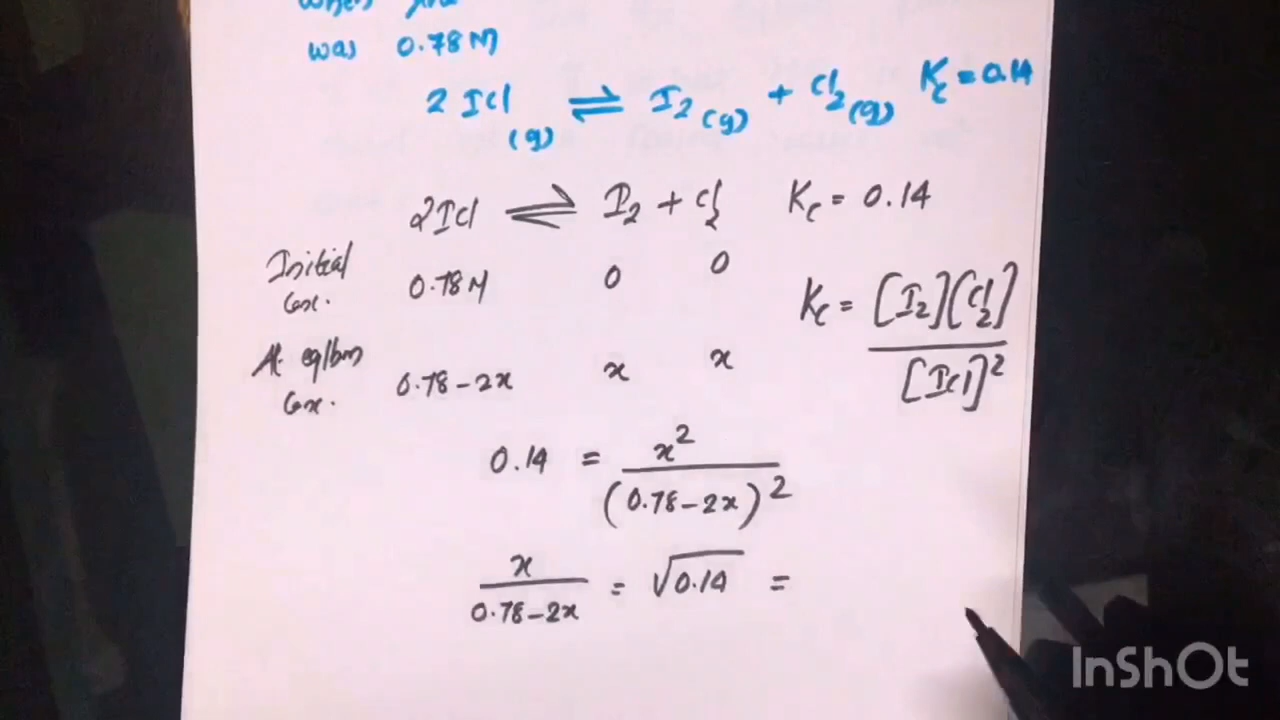 was 0.78 M
2 ICl (g) ⇌ I2 (g) + Cl2 (g) Kc = 0.14
2ICl ⇌ I2 + Cl2 Kc = 0.14
Initial Con. 0.78M 0 0
Kc = [I2][Cl2] / [ICl]²
At eqlbm Con. 0.78-2x x x
0.14 = x² / (0.78-2x)²
x / 0.78-2x = √0.14 =
InShOt